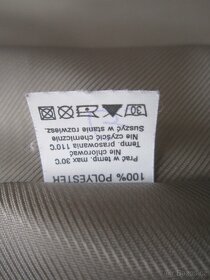 100% POLYESTER
Prać w temp. max 30°C
Nie chlorować
Temp. prasowania 110°C
Nie czyścić chemicznie
Suszyć w stanie rozwiesz.
30